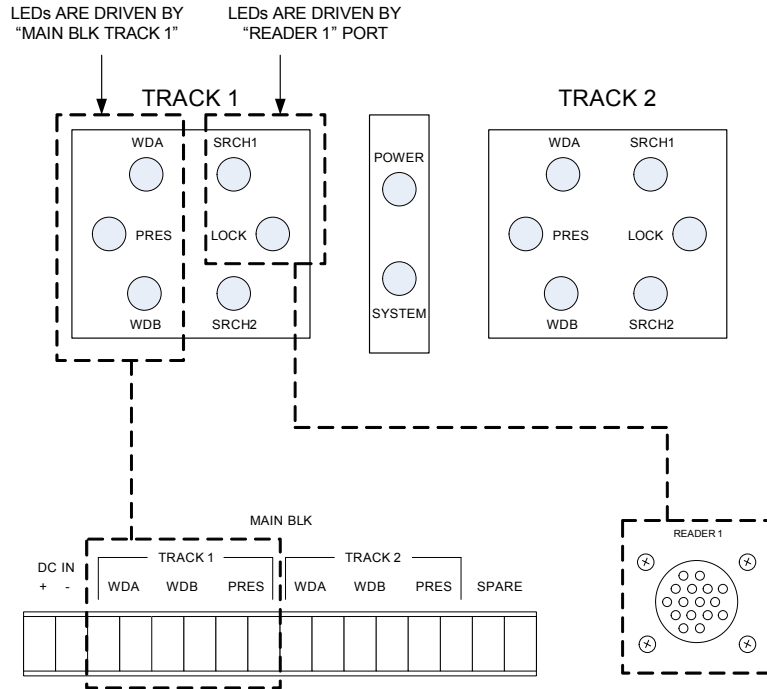 LEDs ARE DRIVEN BY
“MAIN BLK TRACK 1”
LEDs ARE DRIVEN BY
“READER 1” PORT
TRACK 1
WDA
SRCH1
PRES
LOCK
WDB
SRCH2
POWER
SYSTEM
TRACK 2
WDA
SRCH1
PRES
LOCK
WDB
SRCH2
MAIN BLK
DC IN
+ -
TRACK 1
WDA WDB PRES
TRACK 2
WDA WDB PRES
SPARE
READER 1